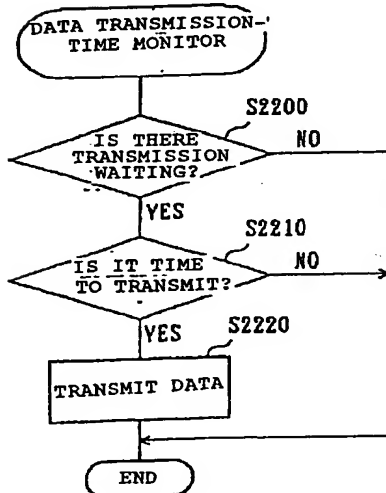 DATA TRANSMISSION-
TIME MONITOR
S2200
IS THERE
TRANSMISSION
WAITING?
NO
YES
S2210
IS IT TIME
TO TRANSMIT?
NO
YES
S2220
TRANSMIT DATA
END